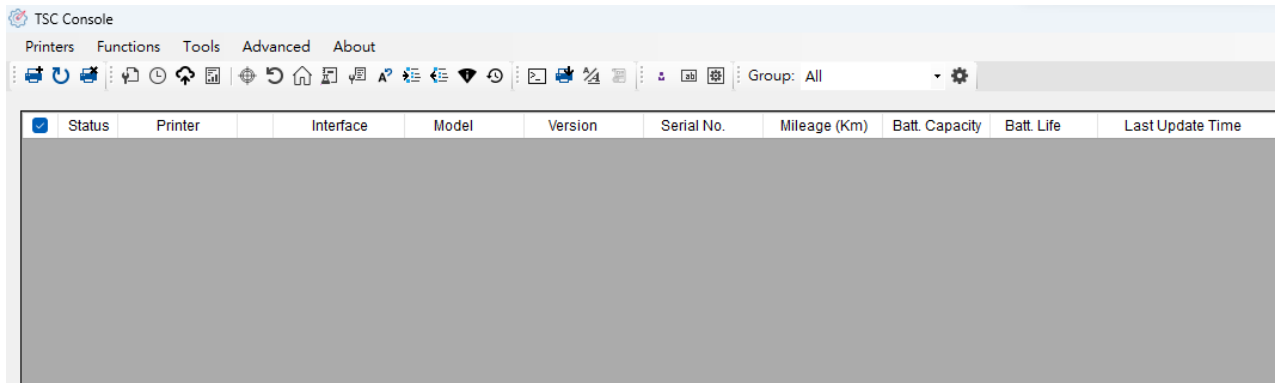 TSC Console
Printers Functions Tools Advanced About
Group: All
Status Printer Interface Model Version Serial No. Mileage (Km) Batt. Capacity Batt. Life Last Update Time